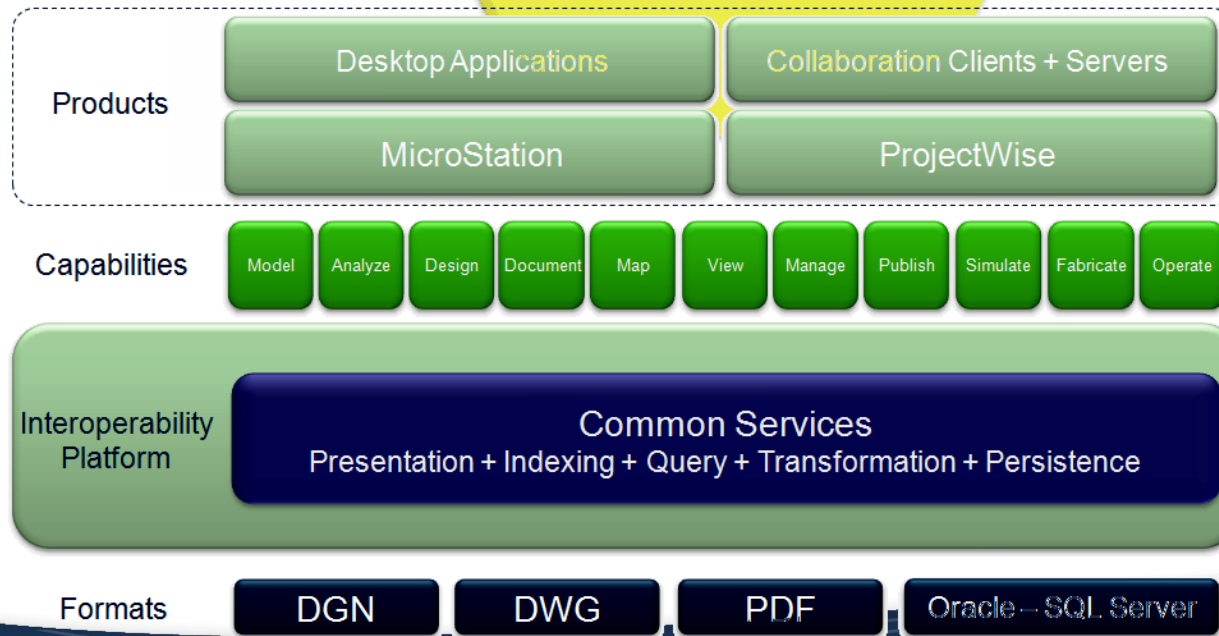 Products
Desktop Applications
Collaboration Clients + Servers
MicroStation
ProjectWise
Capabilities
Model
Analyze
Design
Document
Map
View
Manage
Publish
Simulate
Fabricate
Operate
Interoperability
Platform
Common Services
Presentation + Indexing + Query + Transformation + Persistence
Formats
DGN
DWG
PDF
Oracle – SQL Server